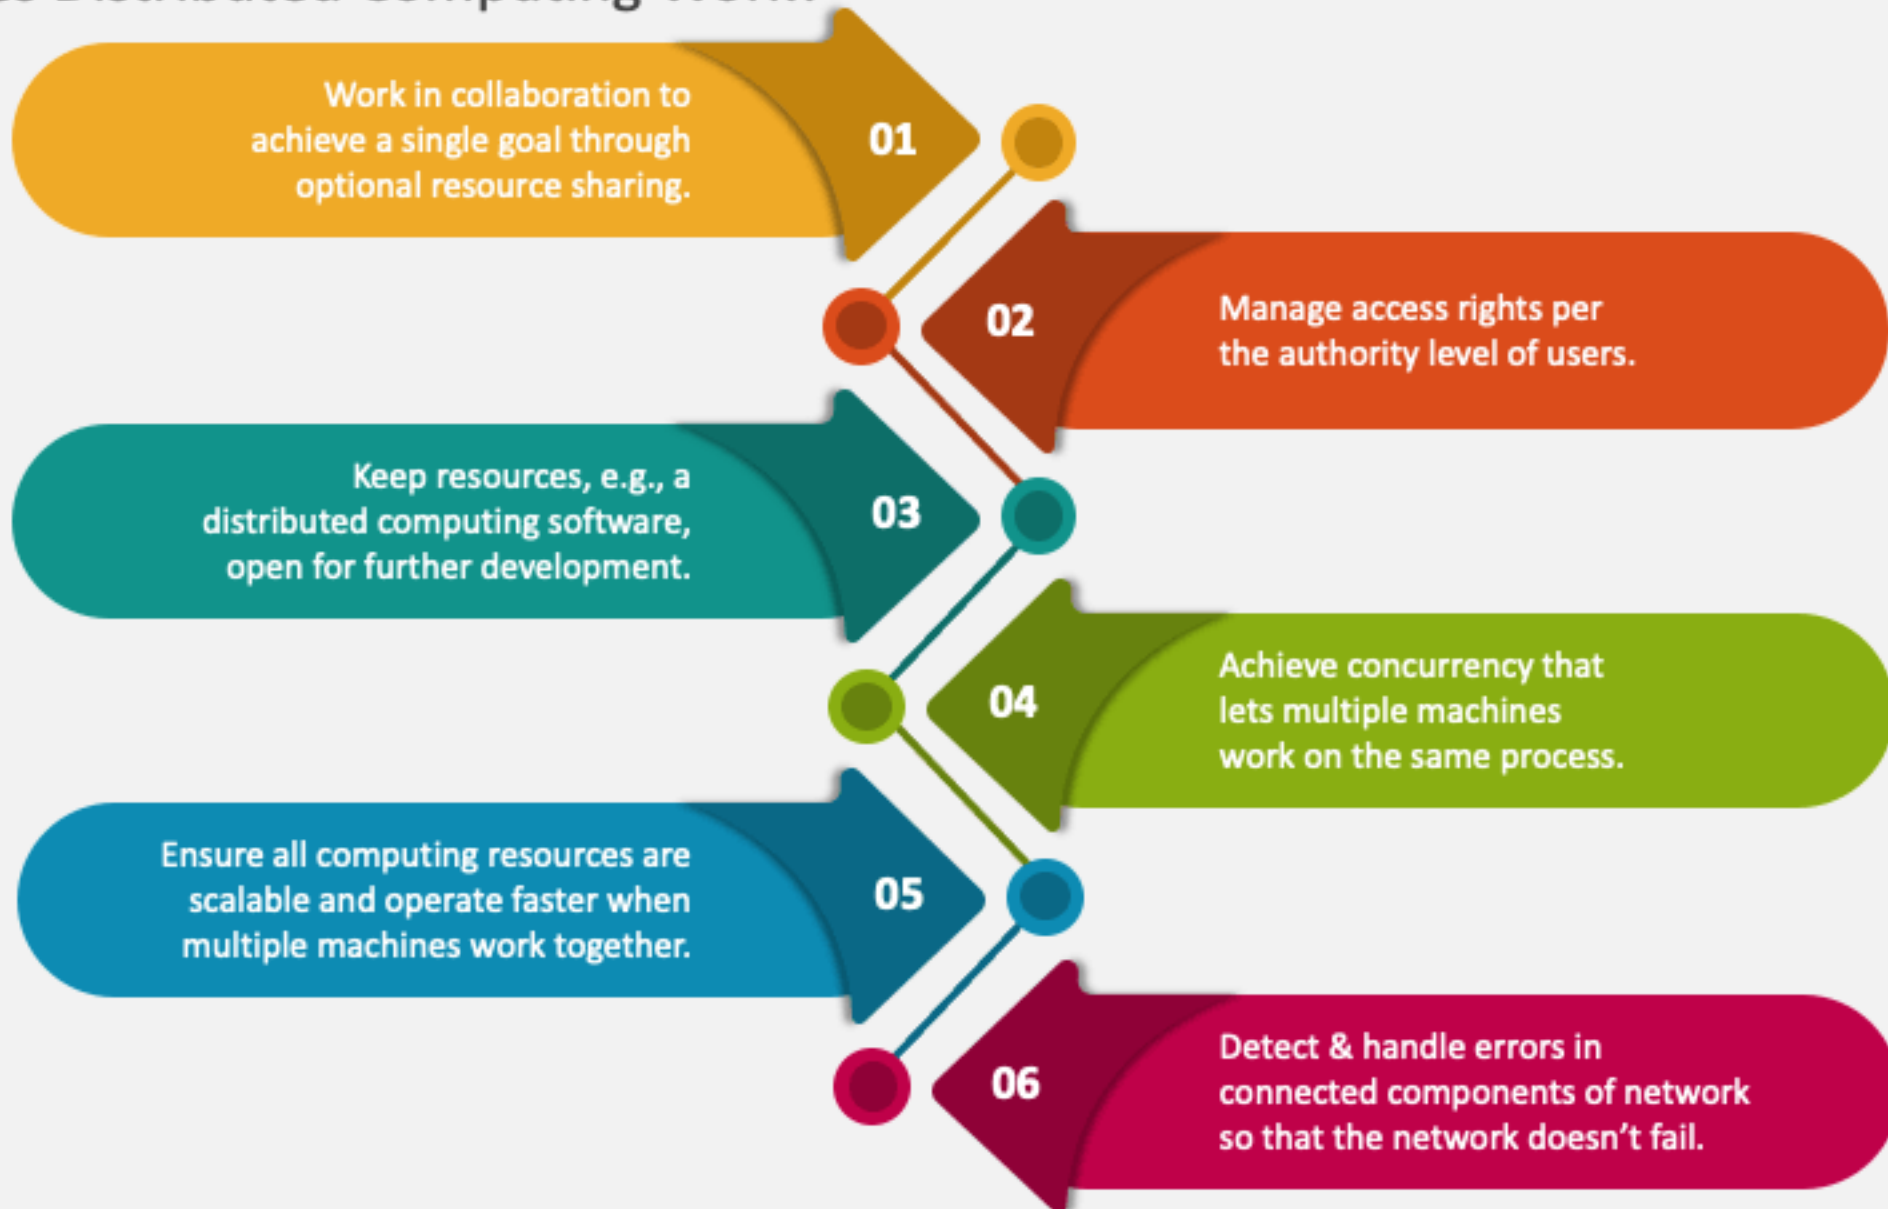 Distributed Computing Work
01
Work in collaboration to
achieve a single goal through
optional resource sharing.
02
Manage access rights per
the authority level of users.
03
Keep resources, e.g., a
distributed computing software,
open for further development.
04
Achieve concurrency that
lets multiple machines
work on the same process.
05
Ensure all computing resources are
scalable and operate faster when
multiple machines work together.
06
Detect & handle errors in
connected components of network
so that the network doesn’t fail.